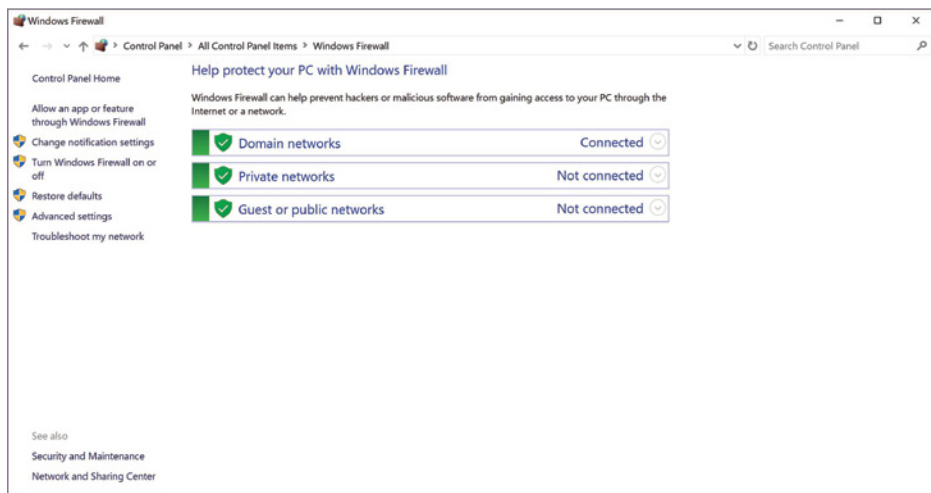 Windows Firewall
Control Panel > All Control Panel Items > Windows Firewall
Search Control Panel
Control Panel Home
Allow an app or feature
through Windows Firewall
Change notification settings
Turn Windows Firewall on or
off
Restore defaults
Advanced settings
Troubleshoot my network
Help protect your PC with Windows Firewall
Windows Firewall can help prevent hackers or malicious software from gaining access to your PC through the
Internet or a network.
Domain networks Connected
Private networks Not connected
Guest or public networks Not connected
See also
Security and Maintenance
Network and Sharing Center